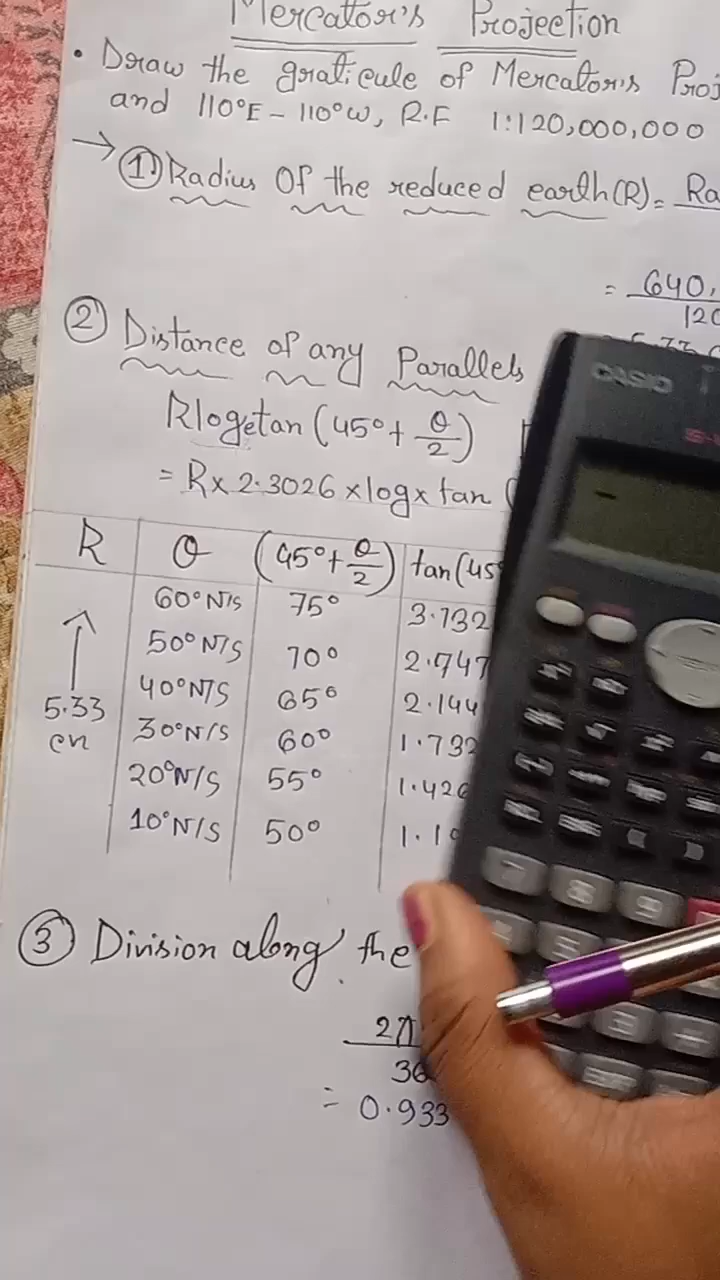 Mercator's Projection
• Draw the graticule of Mercator's Proj
and 110°E - 110°W, R.F 1:120,000,000
→ ① Radius Of the reduced earth (R) = Ra
= 640,
120
② Distance of any Parallels
Rlogetan (45° + θ/2)
= R x 2.3026 x log x tan (
R θ (45° + θ/2) tan (45°
60° N/S 75° 3.732
50° N/S 70° 2.747
40° N/S 65° 2.144
5.33 cm
30° N/S 60° 1.732
20° N/S 55° 1.42
10° N/S 50° 1.1
③ Division along the
2π
36
= 0.933
CASIO